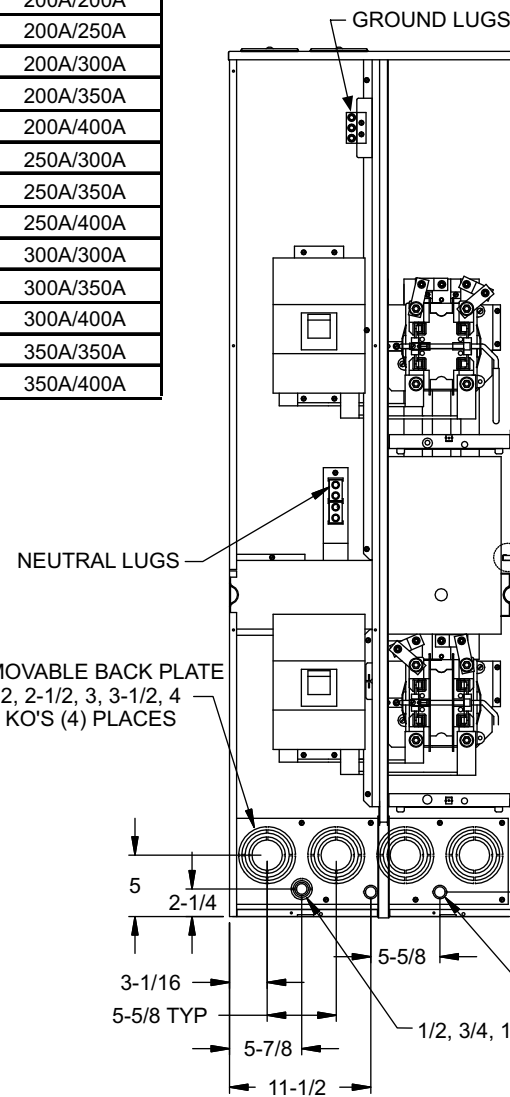 200A/200A
200A/250A
200A/300A
200A/350A
200A/400A
250A/300A
250A/350A
250A/400A
300A/300A
300A/350A
300A/400A
350A/350A
350A/400A
GROUND LUGS
NEUTRAL LUGS
MOVABLE BACK PLATE
2, 2-1/2, 3, 3-1/2, 4
KO'S (4) PLACES
5
2-1/4
5-5/8
3-1/16
5-5/8 TYP
1/2, 3/4, 1
5-7/8
11-1/2